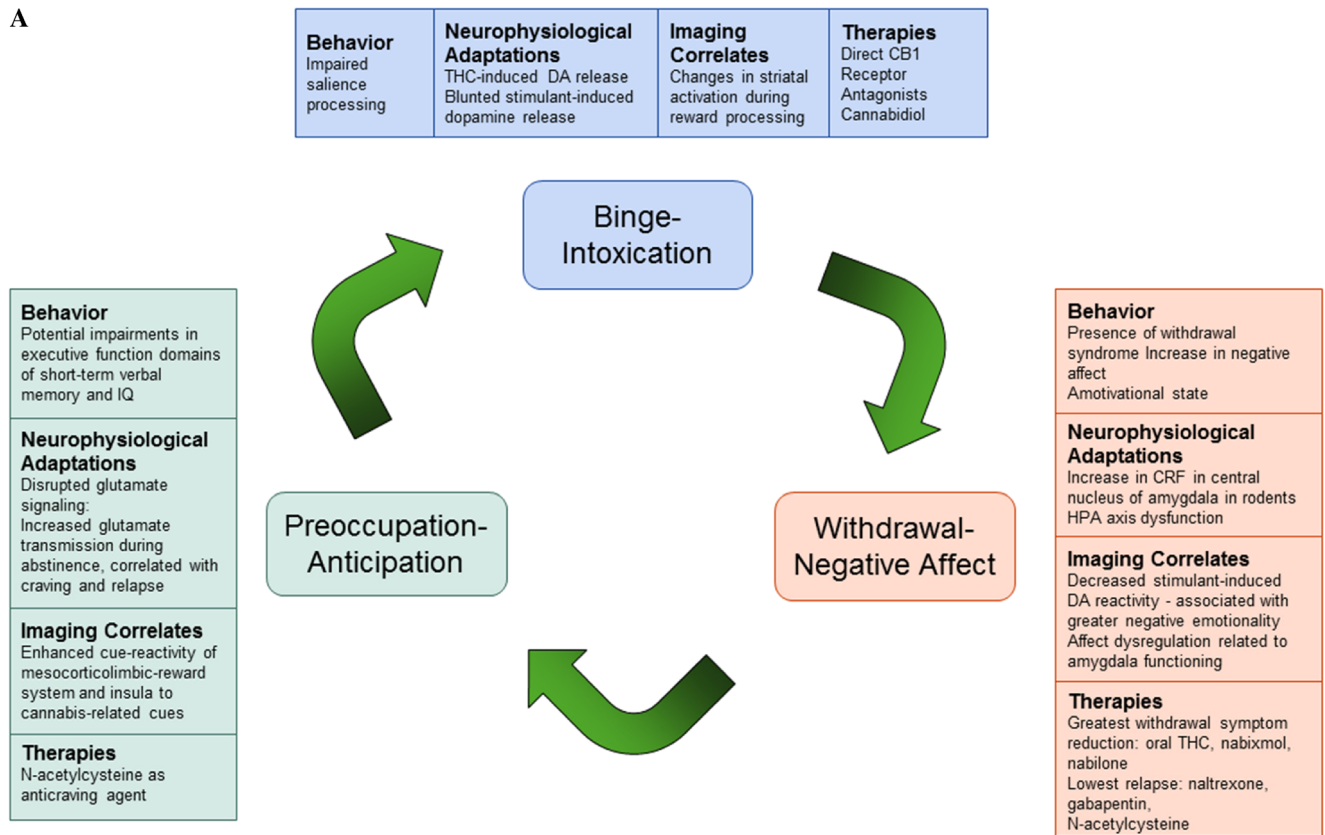 A
Behavior
Impaired
salience
processing
Neurophysiological
Adaptations
THC-induced DA release
Blunted stimulant-induced
dopamine release
Imaging
Correlates
Changes in striatal
activation during
reward processing
Therapies
Direct CB1
Receptor
Antagonists
Cannabidiol
Binge-
Intoxication
Behavior
Potential impairments in
executive function domains
of short-term verbal
memory and IQ
Neurophysiological
Adaptations
Disrupted glutamate
signaling:
Increased glutamate
transmission during
abstinence, correlated with
craving and relapse
Imaging Correlates
Enhanced cue-reactivity of
mesocorticolimbic-reward
system and insula to
cannabis-related cues
Therapies
N-acetylcysteine as
anticraving agent
Preoccupation-
Anticipation
Withdrawal-
Negative Affect
Behavior
Presence of withdrawal
syndrome Increase in negative
affect
Amotivational state
Neurophysiological
Adaptations
Increase in CRF in central
nucleus of amygdala in rodents
HPA axis dysfunction
Imaging Correlates
Decreased stimulant-induced
DA reactivity - associated with
greater negative emotionality
Affect dysregulation related to
amygdala functioning
Therapies
Greatest withdrawal symptom
reduction: oral THC, nabixmol,
nabilone
Lowest relapse: naltrexone,
gabapentin,
N-acetylcysteine